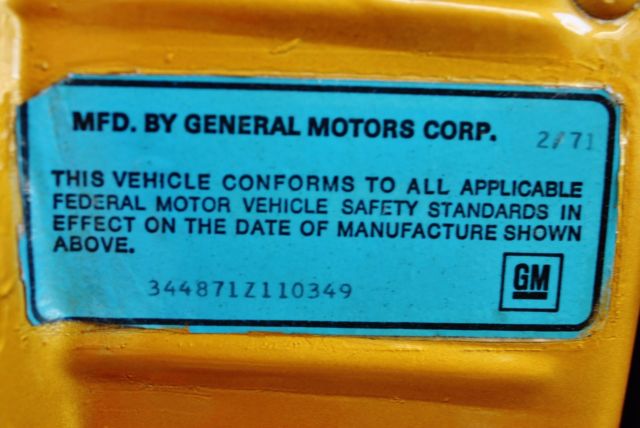 MFD. BY GENERAL MOTORS CORP. 2/71
THIS VEHICLE CONFORMS TO ALL APPLICABLE
FEDERAL MOTOR VEHICLE SAFETY STANDARDS IN
EFFECT ON THE DATE OF MANUFACTURE SHOWN
ABOVE.
344871Z110349
GM